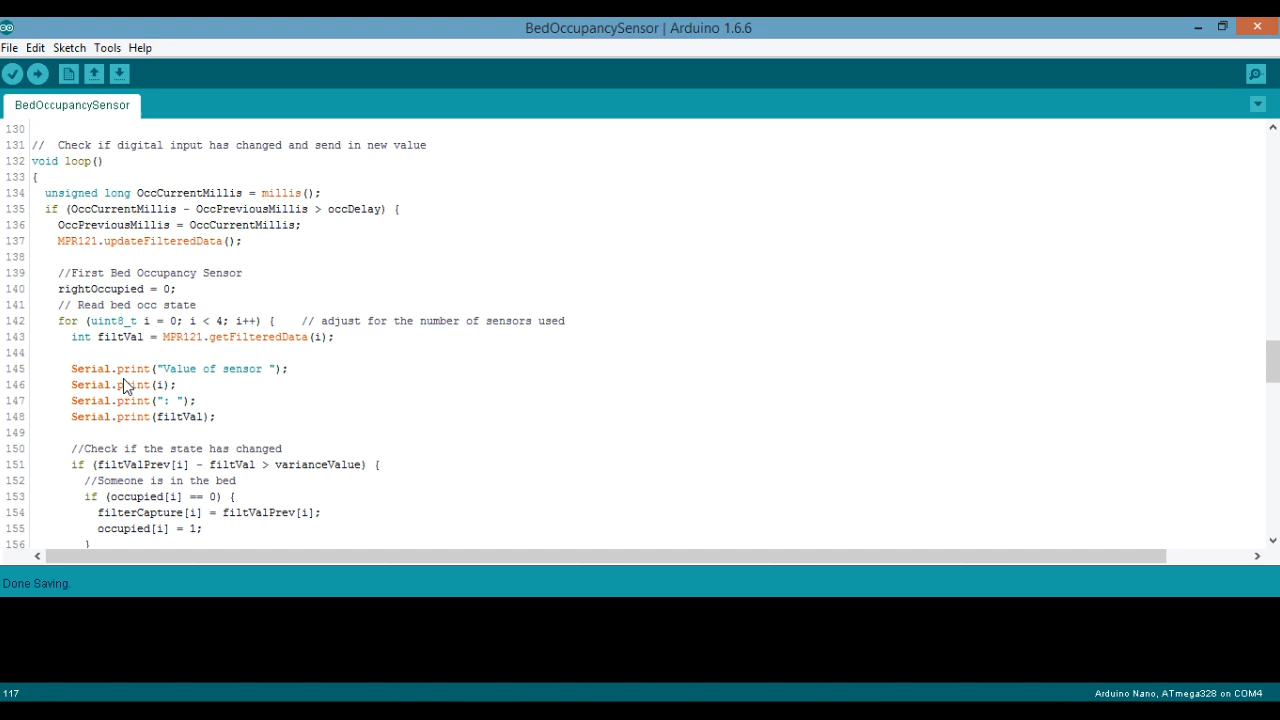 BedOccupancySensor | Arduino 1.6.6
File Edit Sketch Tools Help
BedOccupancySensor
130
131 // Check if digital input has changed and send in new value
132 void loop()
133 {
134 unsigned long OccCurrentMillis = millis();
135 if (OccCurrentMillis - OccPreviousMillis > occDelay) {
136 OccPreviousMillis = OccCurrentMillis;
137 MPR121.updateFilteredData();
138
139 //First Bed Occupancy Sensor
140 rightOccupied = 0;
141 // Read bed occ state
142 for (uint8_t i = 0; i < 4; i++) { // adjust for the number of sensors used
143 int filtVal = MPR121.getFilteredData(i);
144
145 Serial.print("Value of sensor ");
146 Serial.print(i);
147 Serial.print(": ");
148 Serial.print(filtVal);
149
150 //Check if the state has changed
151 if (filtValPrev[i] - filtVal > varianceValue) {
152 //Someone is in the bed
153 if (occupied[i] == 0) {
154 filterCapture[i] = filtValPrev[i];
155 occupied[i] = 1;
156 }
Done Saving.
117 Arduino Nano, ATmega328 on COM4